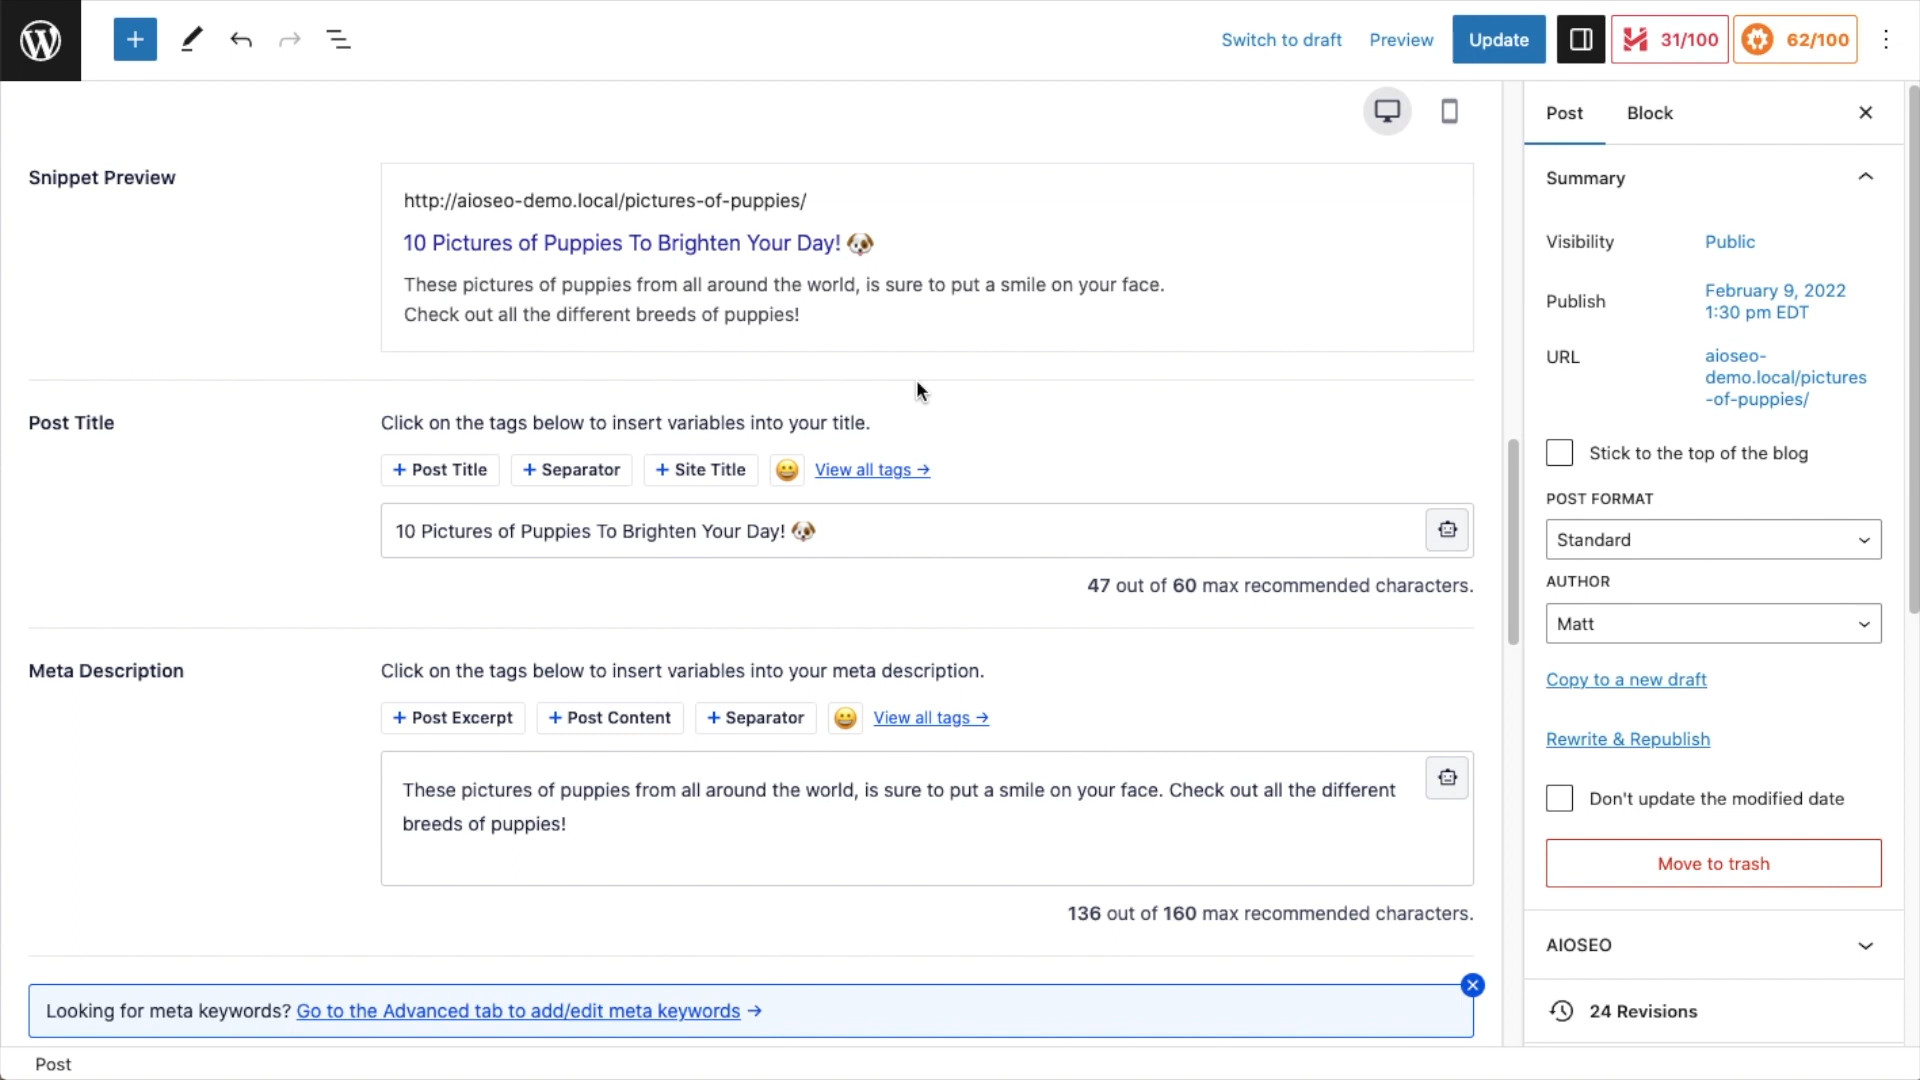 Switch to draft
Preview
Update
31/100
62/100
Snippet Preview
http://aioseo-demo.local/pictures-of-puppies/
10 Pictures of Puppies To Brighten Your Day! 🐶
These pictures of puppies from all around the world, is sure to put a smile on your face.
Check out all the different breeds of puppies!
Post Title
Click on the tags below to insert variables into your title.
+ Post Title
+ Separator
+ Site Title
😀
View all tags →
10 Pictures of Puppies To Brighten Your Day! 🐶
47 out of 60 max recommended characters.
Meta Description
Click on the tags below to insert variables into your meta description.
+ Post Excerpt
+ Post Content
+ Separator
😀
View all tags →
These pictures of puppies from all around the world, is sure to put a smile on your face. Check out all the different
breeds of puppies!
136 out of 160 max recommended characters.
Looking for meta keywords? Go to the Advanced tab to add/edit meta keywords →
Post
Post
Block
Summary
Visibility
Public
Publish
February 9, 2022
1:30 pm EDT
URL
aioseo-
demo.local/pictures
-of-puppies/
Stick to the top of the blog
POST FORMAT
Standard
AUTHOR
Matt
Copy to a new draft
Rewrite & Republish
Don't update the modified date
Move to trash
AIOSEO
24 Revisions